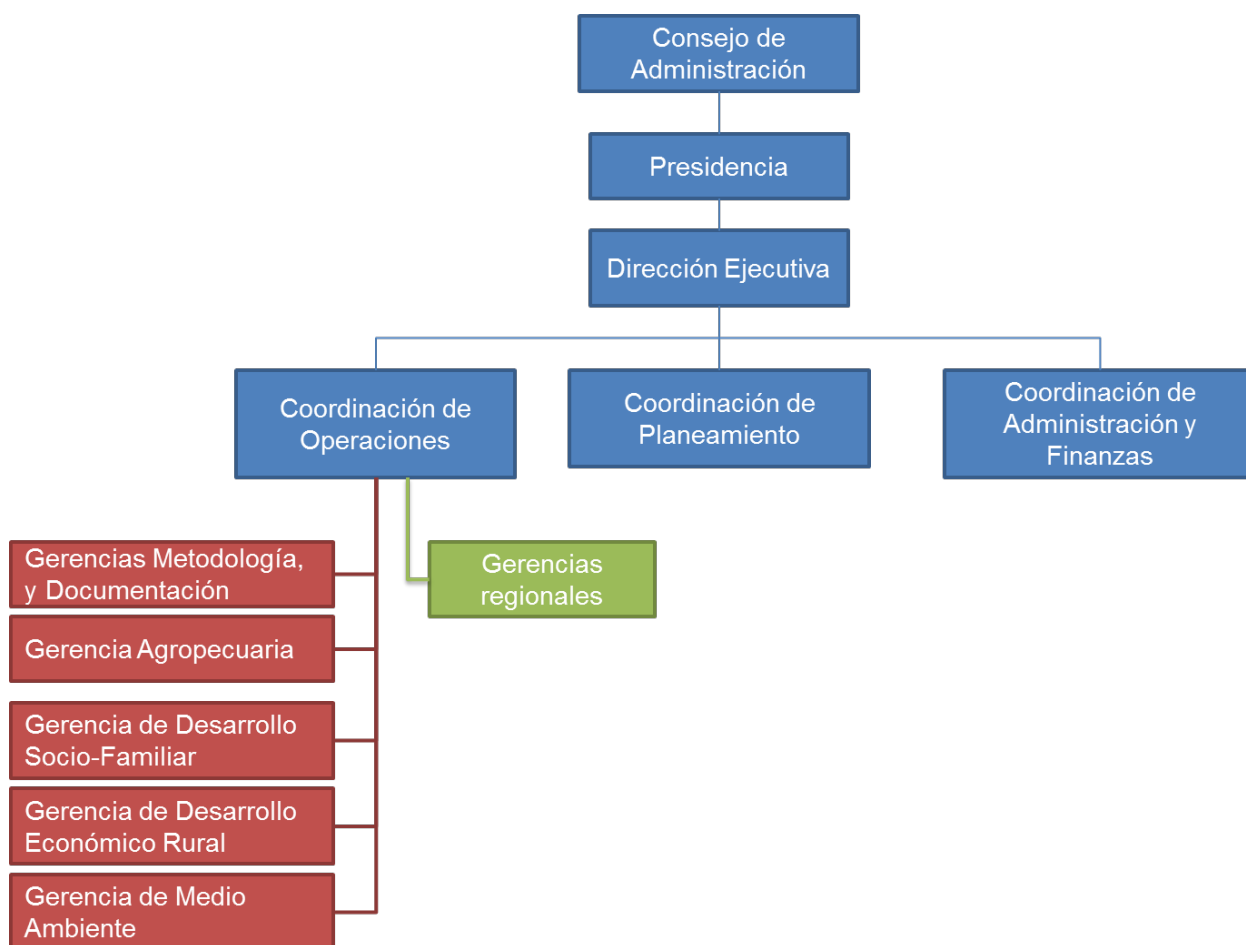 Consejo de
Administración
Presidencia
Dirección Ejecutiva
Coordinación de
Operaciones
Coordinación de
Planeamiento
Coordinación de
Administración y
Finanzas
Gerencias Metodología,
y Documentación
Gerencias
regionales
Gerencia Agropecuaria
Gerencia de Desarrollo
Socio-Familiar
Gerencia de Desarrollo
Económico Rural
Gerencia de Medio
Ambiente